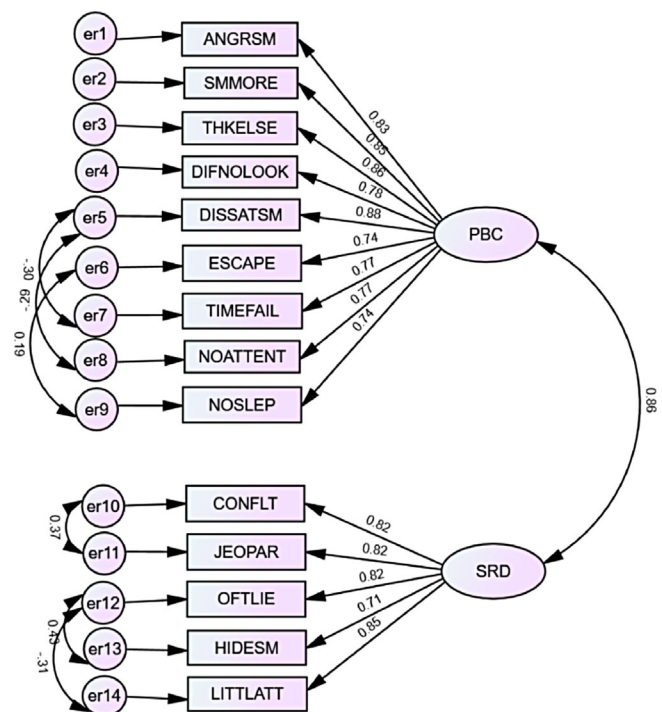 er1
ANGRSM
er2
SMMORE
er3
THKELSE
er4
DIFNOLOOK
er5
DISSATSM
er6
ESCAPE
er7
TIMEFAIL
er8
NOATTENT
er9
NOSLEP
0.83
0.85
0.86
0.78
0.88
0.74
0.77
0.77
0.74
PBC
-.30
-.29
0.19
0.86
er10
CONFLT
er11
JEOPAR
er12
OFTLIE
er13
HIDESM
er14
LITTLATT
0.82
0.82
0.82
0.71
0.85
SRD
0.37
0.43
-.31